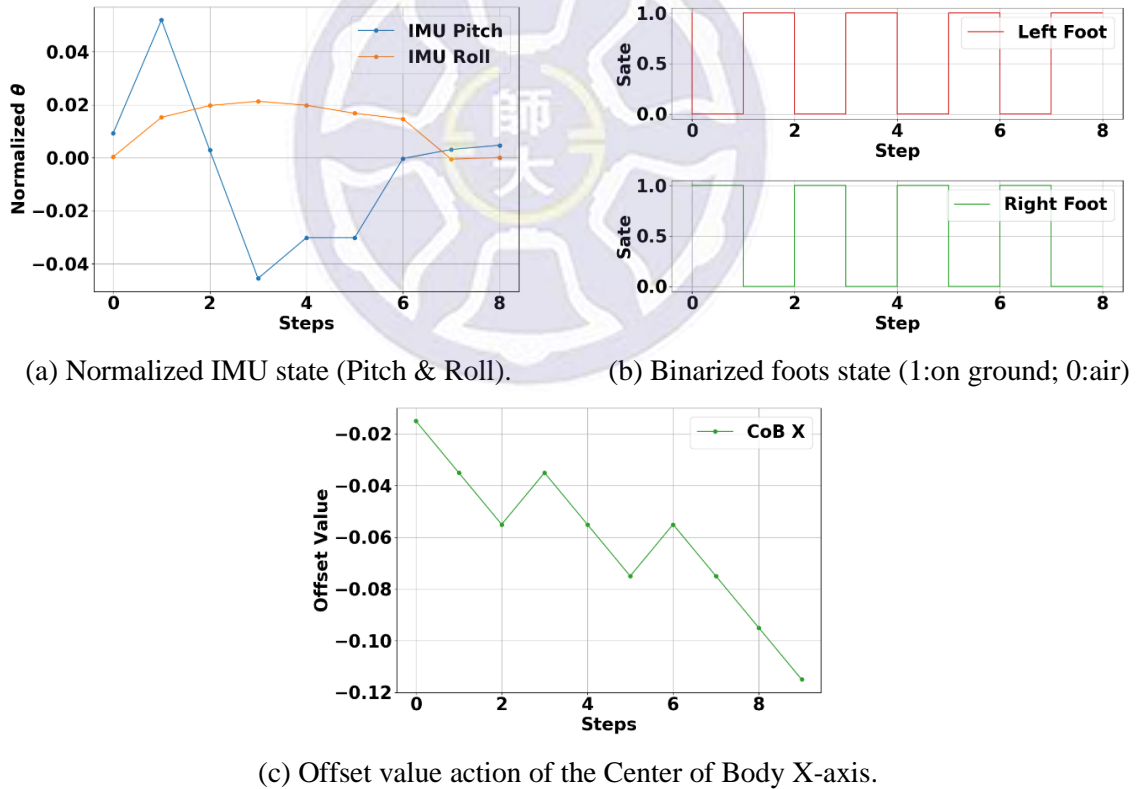 0.04
0.02
0.00
−0.02
−0.04
Normalized θ
IMU Pitch
IMU Roll
0 2 4 6 8
Steps
師大
1.0
0.5
0.0
Sate
Left Foot
0 2 4 6 8
Step
1.0
0.5
0.0
Sate
Right Foot
0 2 4 6 8
Step
(a) Normalized IMU state (Pitch & Roll).
(b) Binarized foots state (1:on ground; 0:air)
−0.02
−0.04
−0.06
−0.08
−0.10
−0.12
Offset Value
CoB X
0 2 4 6 8
Steps
(c) Offset value action of the Center of Body X-axis.